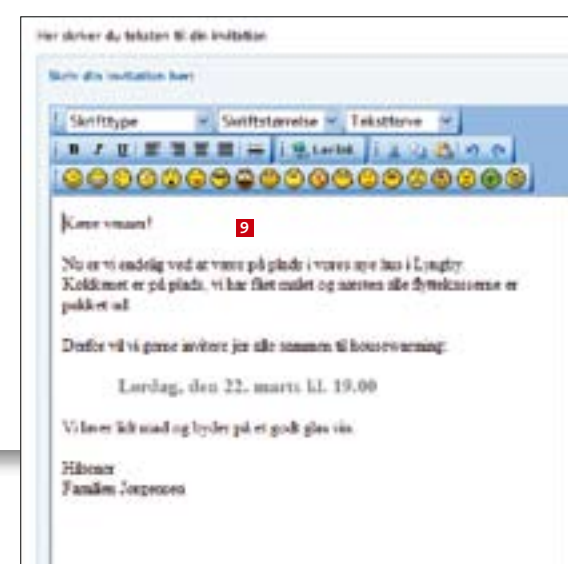 Her skriver du teksten til din invitation
Skriv din invitation her:
Skrifttype Skriftstørrelse Tekstfarve
B I U Lav link
Kære venner!
9
Nu er vi endelig ved at være på plads i vores nye hus i Lyngby.
Køkkenet er på plads, vi har fået malet og næsten alle flyttekasserne er
pakket ud.
Derfor vil vi gerne invitere jer alle sammen til housewarming:
Lørdag, den 22. marts kl. 19.00
Vi laver lidt mad og byder på et godt glas vin.
Hilsener
Familien Jørgensen